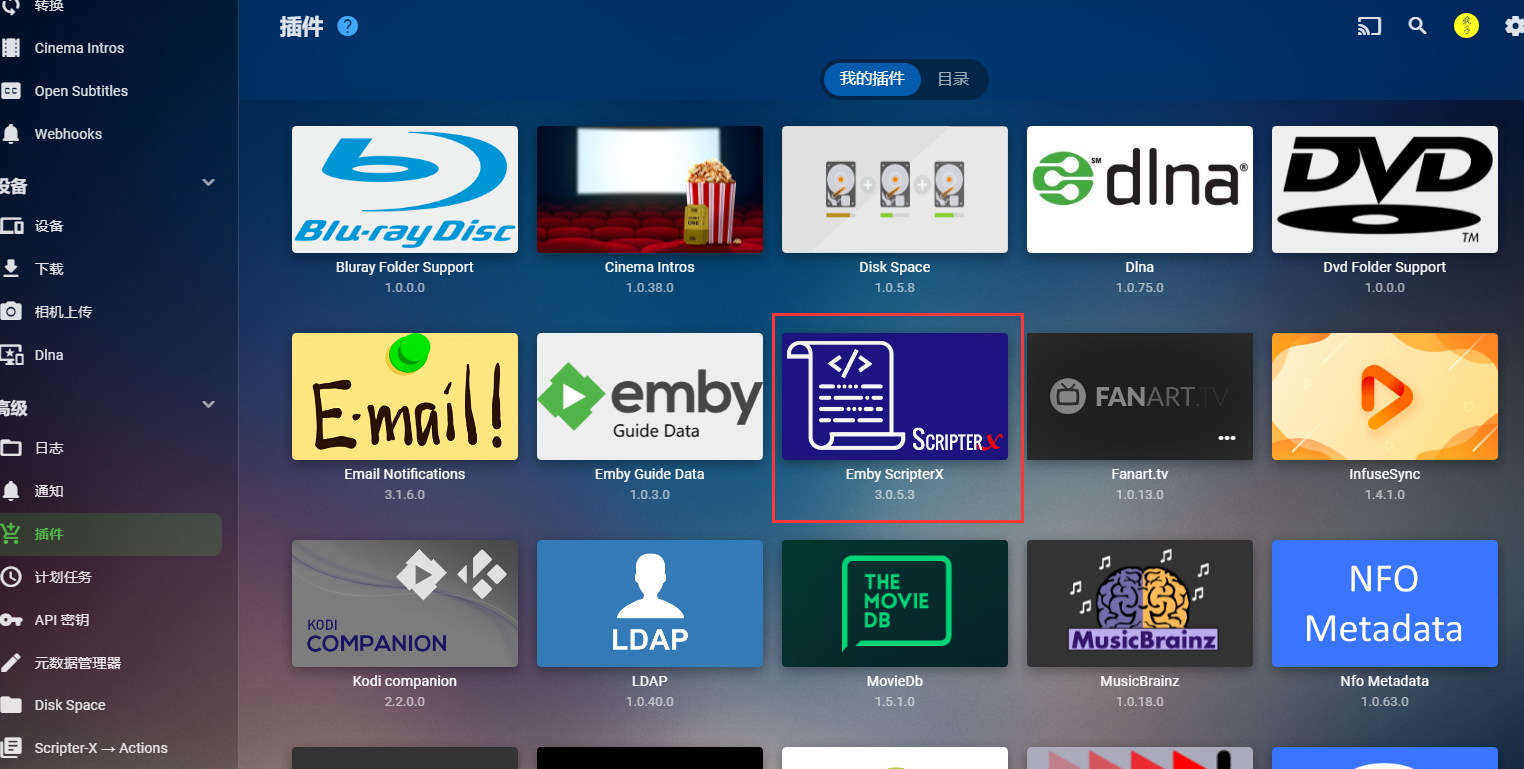 转换
Cinema Intros
Open Subtitles
Webhooks
设备
设备
下载
相机上传
Dlna
高级
日志
通知
插件
计划任务
API 密钥
元数据管理器
Disk Space
Scripter-X → Actions
插件 ?
我的插件 目录
Blu-ray Disc
dlna
DVD
TM
Bluray Folder Support
1.0.0.0
Cinema Intros
1.0.38.0
Disk Space
1.0.5.8
Dlna
1.0.75.0
Dvd Folder Support
1.0.0.0
E-mail!
emby
Guide Data
</>
SCRIPTER X
FANART.TV
Email Notifications
3.1.6.0
Emby Guide Data
1.0.3.0
Emby ScripterX
3.0.5.3
Fanart.tv
1.0.13.0
InfuseSync
1.4.1.0
KODI
COMPANION
LDAP
THE
MOVIE
DB
MusicBrainz
NFO
Metadata
Kodi companion
2.2.0.0
LDAP
1.0.40.0
MovieDb
1.5.1.0
MusicBrainz
1.0.18.0
Nfo Metadata
1.0.63.0